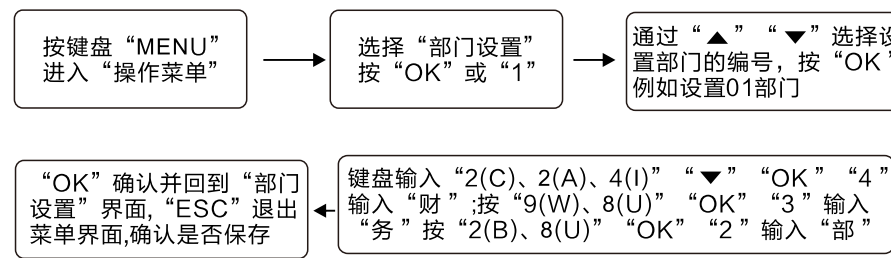 按键盘“MENU”
进入“操作菜单”
选择“部门设置”
按“OK”或“1”
通过“▲”“▼”选择设
置部门的编号，按“OK”
例如设置01部门
“OK”确认并回到“部门
设置”界面,“ESC”退出
菜单界面,确认是否保存
键盘输入“2(C)、2(A)、4(I)”“▼”“OK”“4”
输入“财”;按“9(W)、8(U)”“OK”“3”输入
“务”按“2(B)、8(U)”“OK”“2”输入“部”